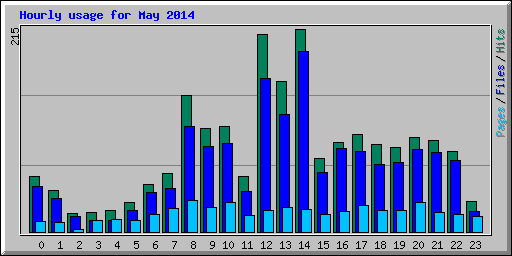 Hourly usage for May 2014
215
Pages / Files / Hits
0 1 2 3 4 5 6 7 8 9 10 11 12 13 14 15 16 17 18 19 20 21 22 23